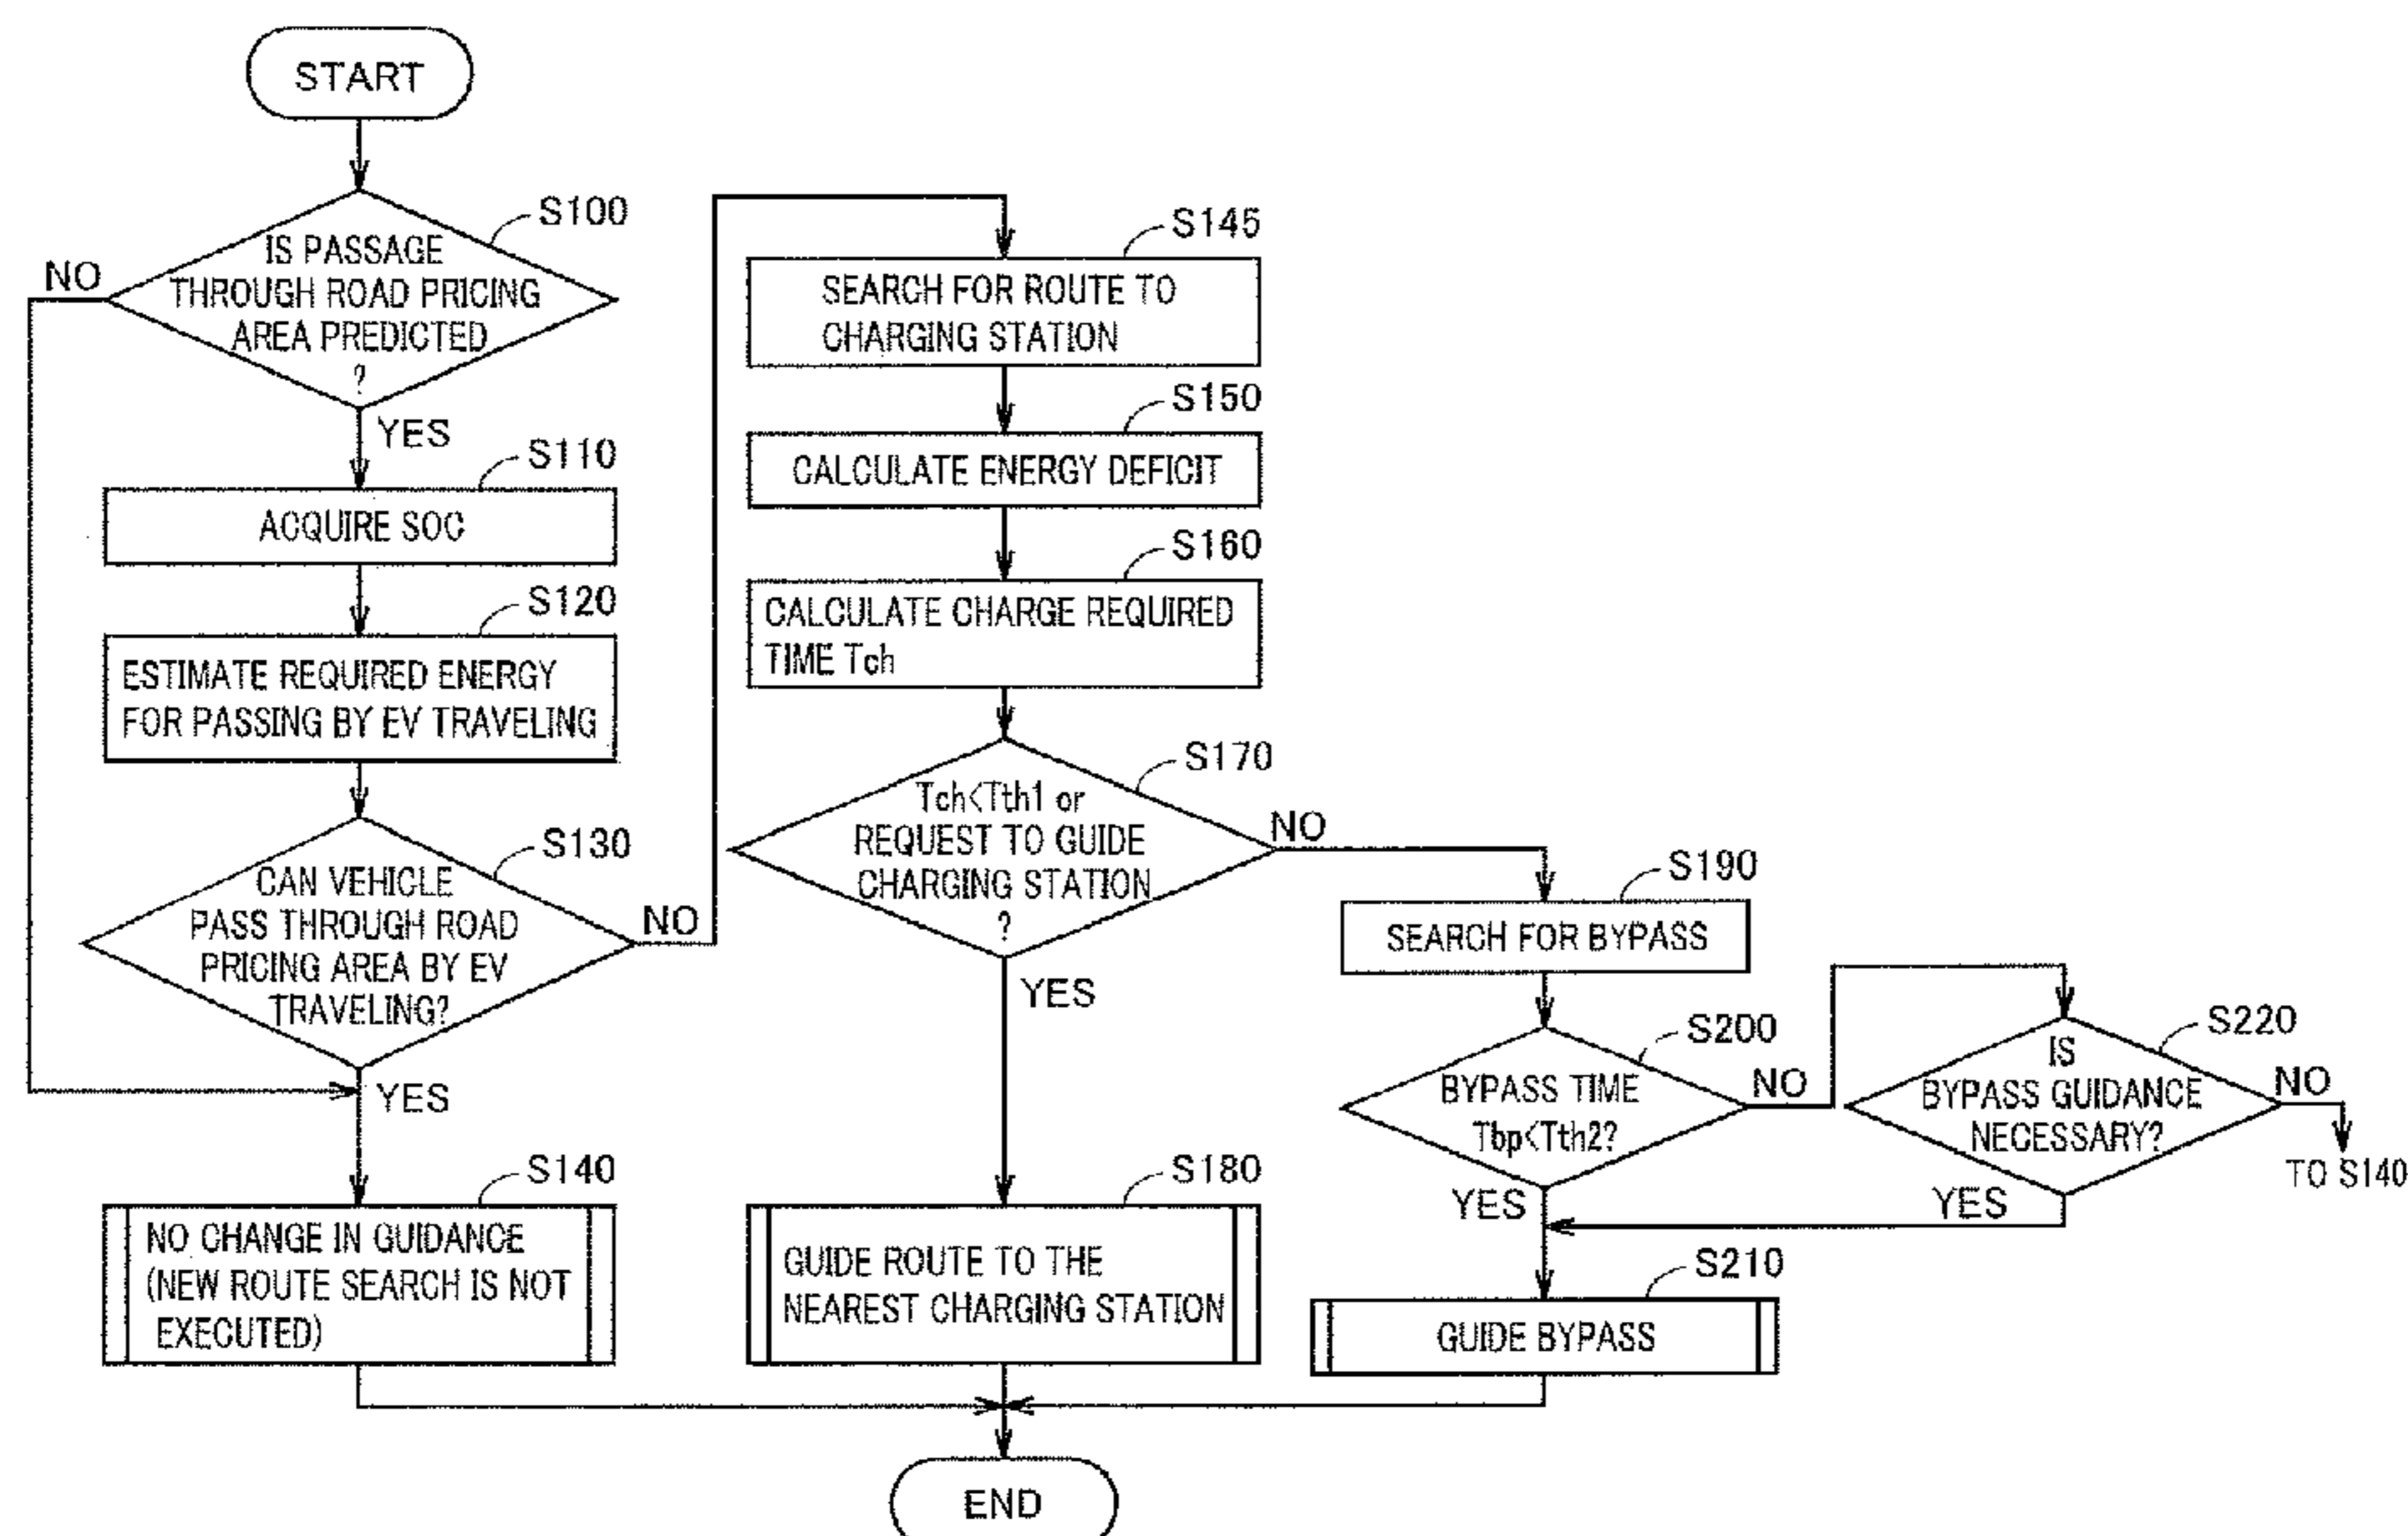 START
S100
IS PASSAGE
THROUGH ROAD PRICING
AREA PREDICTED
?
NO
YES
S110
ACQUIRE SOC
S120
ESTIMATE REQUIRED ENERGY
FOR PASSING BY EV TRAVELING
S130
CAN VEHICLE
PASS THROUGH ROAD
PRICING AREA BY EV
TRAVELING?
NO
YES
S140
NO CHANGE IN GUIDANCE
(NEW ROUTE SEARCH IS NOT
EXECUTED)
S145
SEARCH FOR ROUTE TO
CHARGING STATION
S150
CALCULATE ENERGY DEFICIT
S160
CALCULATE CHARGE REQUIRED
TIME Tch
S170
Tch<Tth1 or
REQUEST TO GUIDE
CHARGING STATION
?
NO
YES
S180
GUIDE ROUTE TO THE
NEAREST CHARGING STATION
S190
SEARCH FOR BYPASS
S200
BYPASS TIME
Tbp<Tth2?
NO
YES
S220
IS
BYPASS GUIDANCE
NECESSARY?
NO
TO S140
YES
S210
GUIDE BYPASS
END